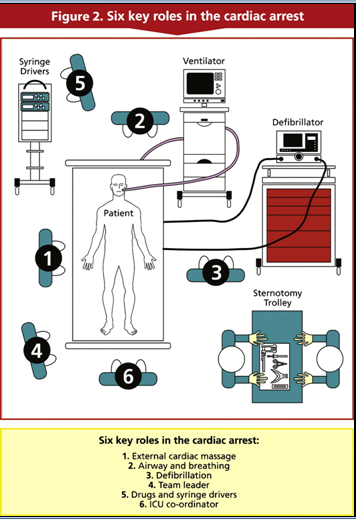 Figure 2. Six key roles in the cardiac arrest
Syringe
Drivers
5
2
Ventilator
Defibrillator
Patient
1
3
4
6
Sternotomy
Trolley
Six key roles in the cardiac arrest:
1. External cardiac massage
2. Airway and breathing
3. Defibrillation
4. Team leader
5. Drugs and syringe drivers
6. ICU co-ordinator